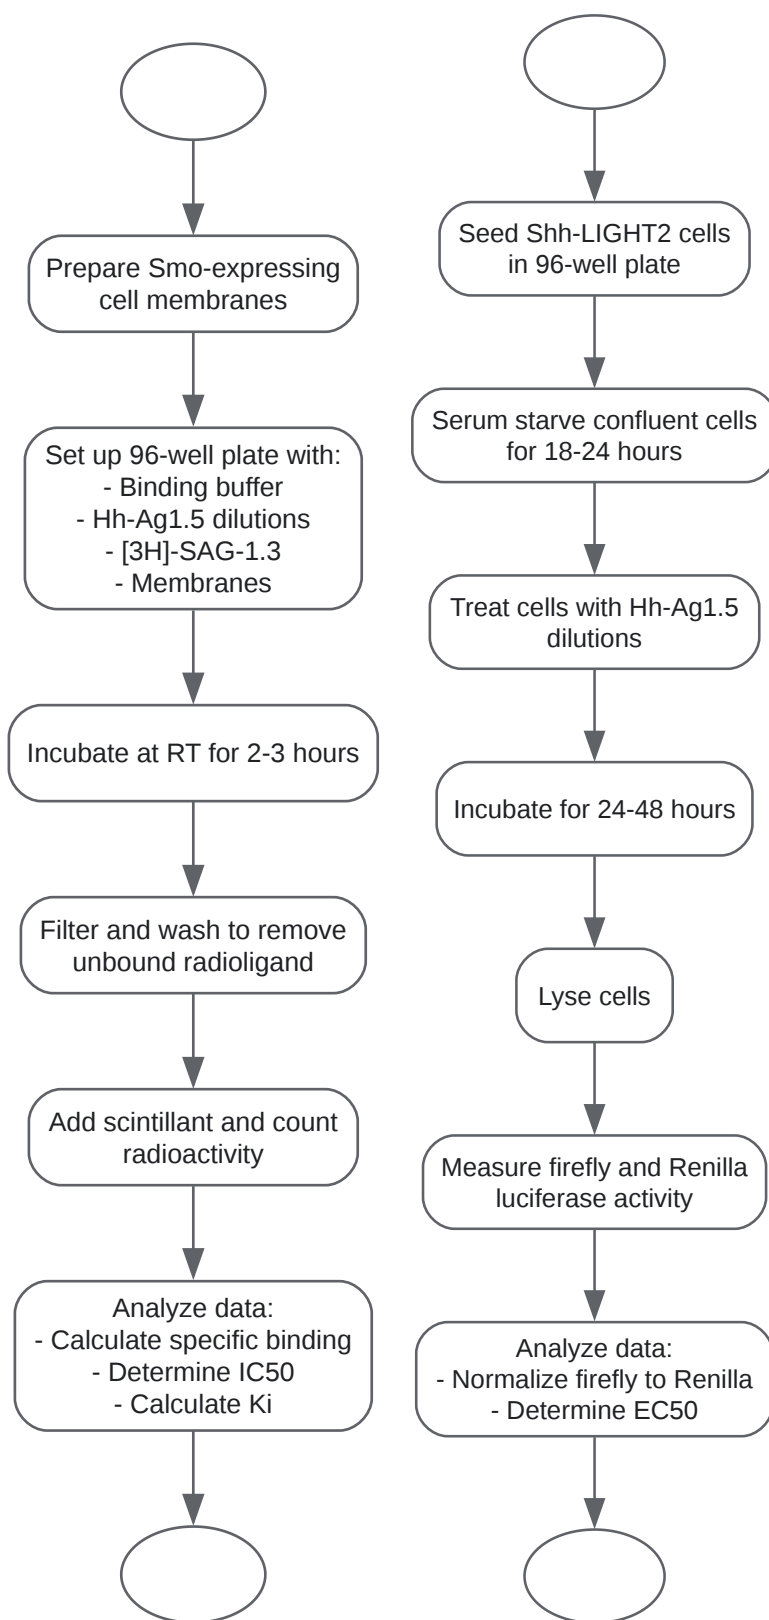 Prepare Smo-expressing
cell membranes
Set up 96-well plate with:
- Binding buffer
- Hh-Ag1.5 dilutions
- [3H]-SAG-1.3
- Membranes
Incubate at RT for 2-3 hours
Filter and wash to remove
unbound radioligand
Add scintillant and count
radioactivity
Analyze data:
- Calculate specific binding
- Determine IC50
- Calculate Ki
Seed Shh-LIGHT2 cells
in 96-well plate
Serum starve confluent cells
for 18-24 hours
Treat cells with Hh-Ag1.5
dilutions
Incubate for 24-48 hours
Lyse cells
Measure firefly and Renilla
luciferase activity
Analyze data:
- Normalize firefly to Renilla
- Determine EC50